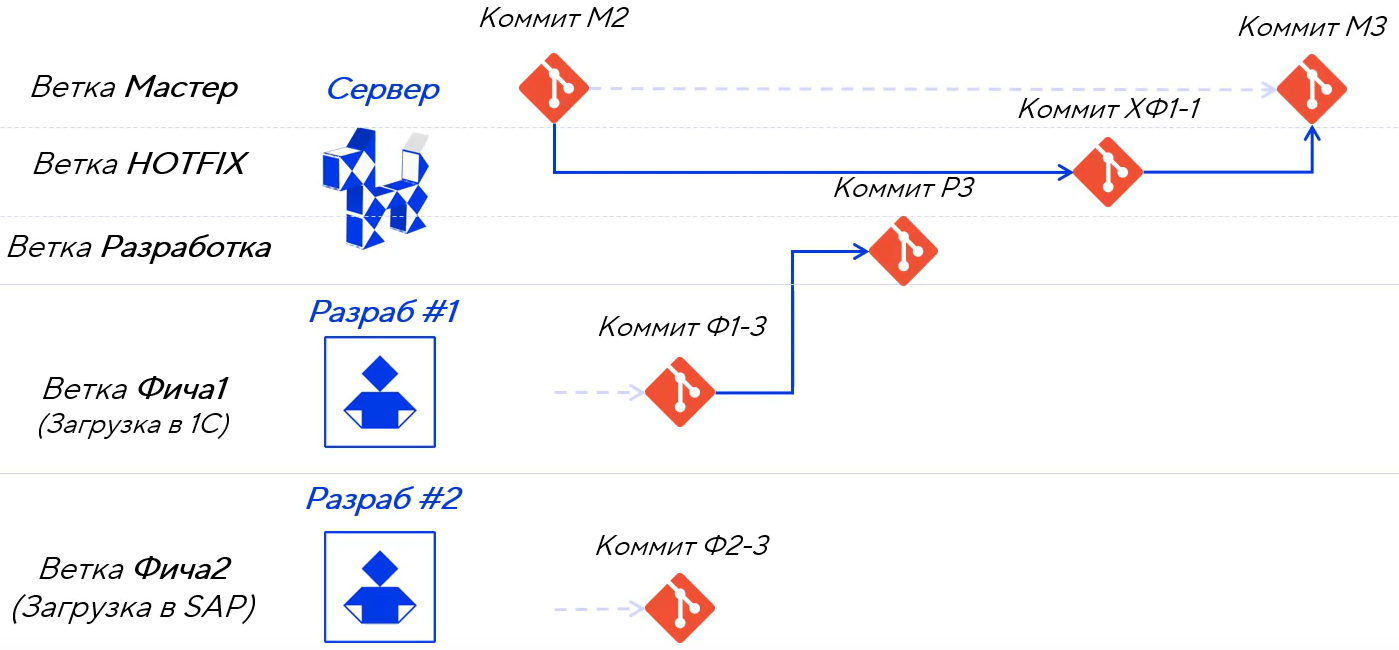 Коммит М2
Коммит М3
Ветка Мастер
Сервер
Коммит ХФ1-1
Ветка HOTFIX
Коммит Р3
Ветка Разработка
Разраб #1
Коммит Ф1-3
Ветка Фича1
(Загрузка в 1С)
Разраб #2
Коммит Ф2-3
Ветка Фича2
(Загрузка в SAP)